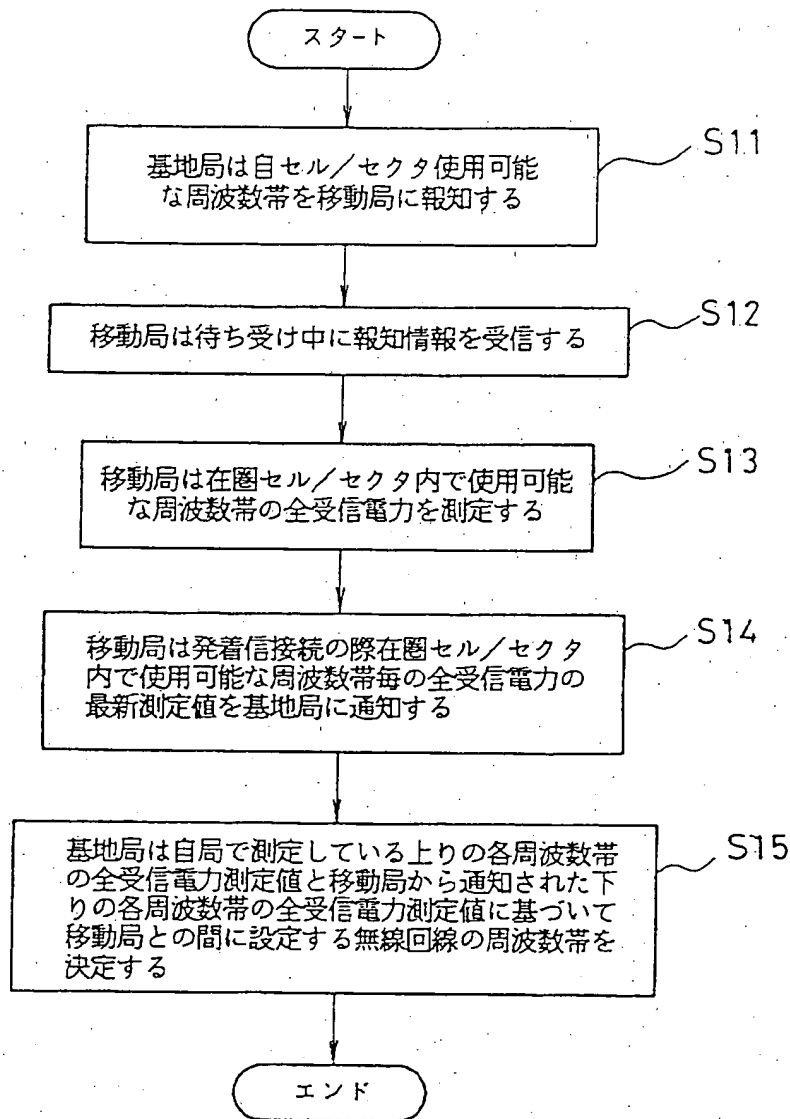 スタート
基地局は自セル／セクタ使用可能
な周波数帯を移動局に報知する
S11
移動局は待ち受け中に報知情報を受信する
S12
移動局は在圏セル／セクタ内で使用可能
な周波数帯の全受信電力を測定する
S13
移動局は発着信接続の際在圏セル／セクタ
内で使用可能な周波数帯毎の全受信電力の
最新測定値を基地局に通知する
S14
基地局は自局で測定している上りの各周波数帯
の全受信電力測定値と移動局から通知された下
りの各周波数帯の全受信電力測定値に基づいて
移動局との間に設定する無線回線の周波数帯を
決定する
S15
エンド